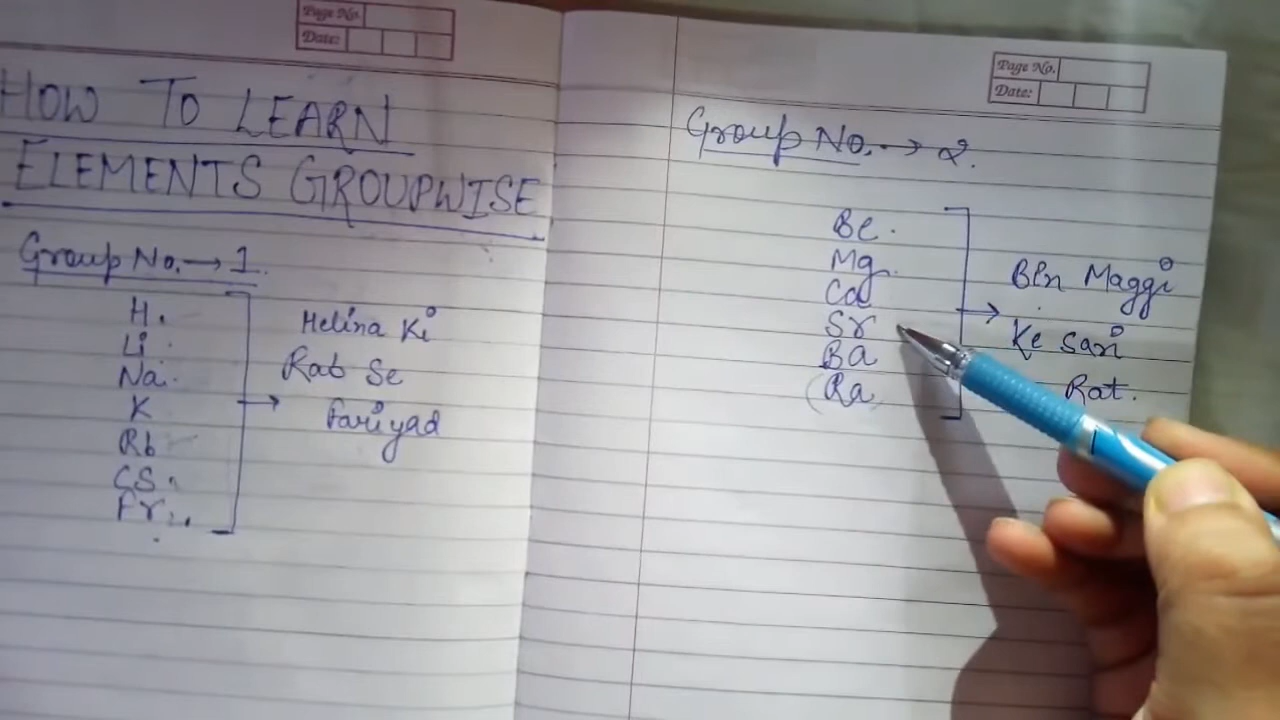 Page No.
Date:
HOW TO LEARN
ELEMENTS GROUPWISE
Group No. → 1.
H.
Li.
Na.
K
Rb
CS.
Fr.
Helina Ki
Rab Se
Fariyad
Page No.
Date:
Group No. → 2.
Be.
Mg.
Ca
Sr
Ba
(Ra)
Maggi
Ke Sari
Rat.